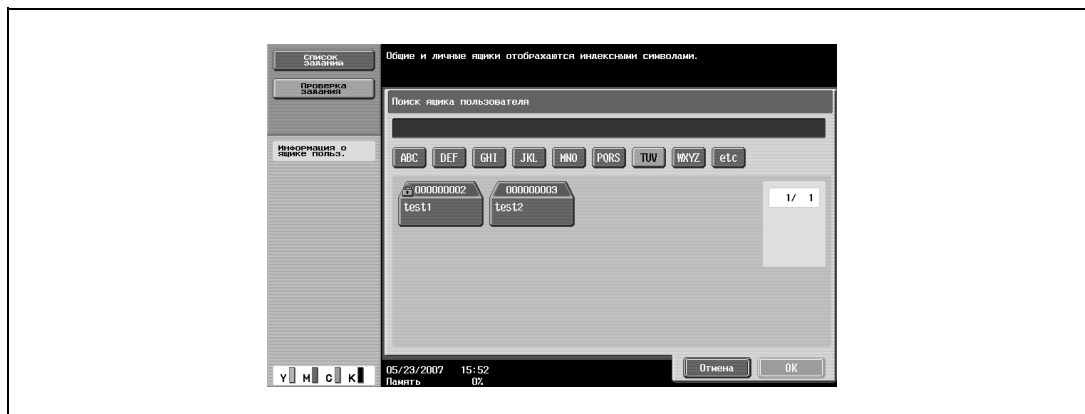 Список
заданий
Общие и личные ящики отображаются индексными символами.
Проверка
задания
Поиск ящика пользователя
Информация о
ящике польз.
ABC DEF GHI JKL MNO PQRS TUV WXYZ etc
000000002 000000003
test1 test2
1/ 1
05/23/2007 15:52
Память 0%
Отмена OK
Y M C K